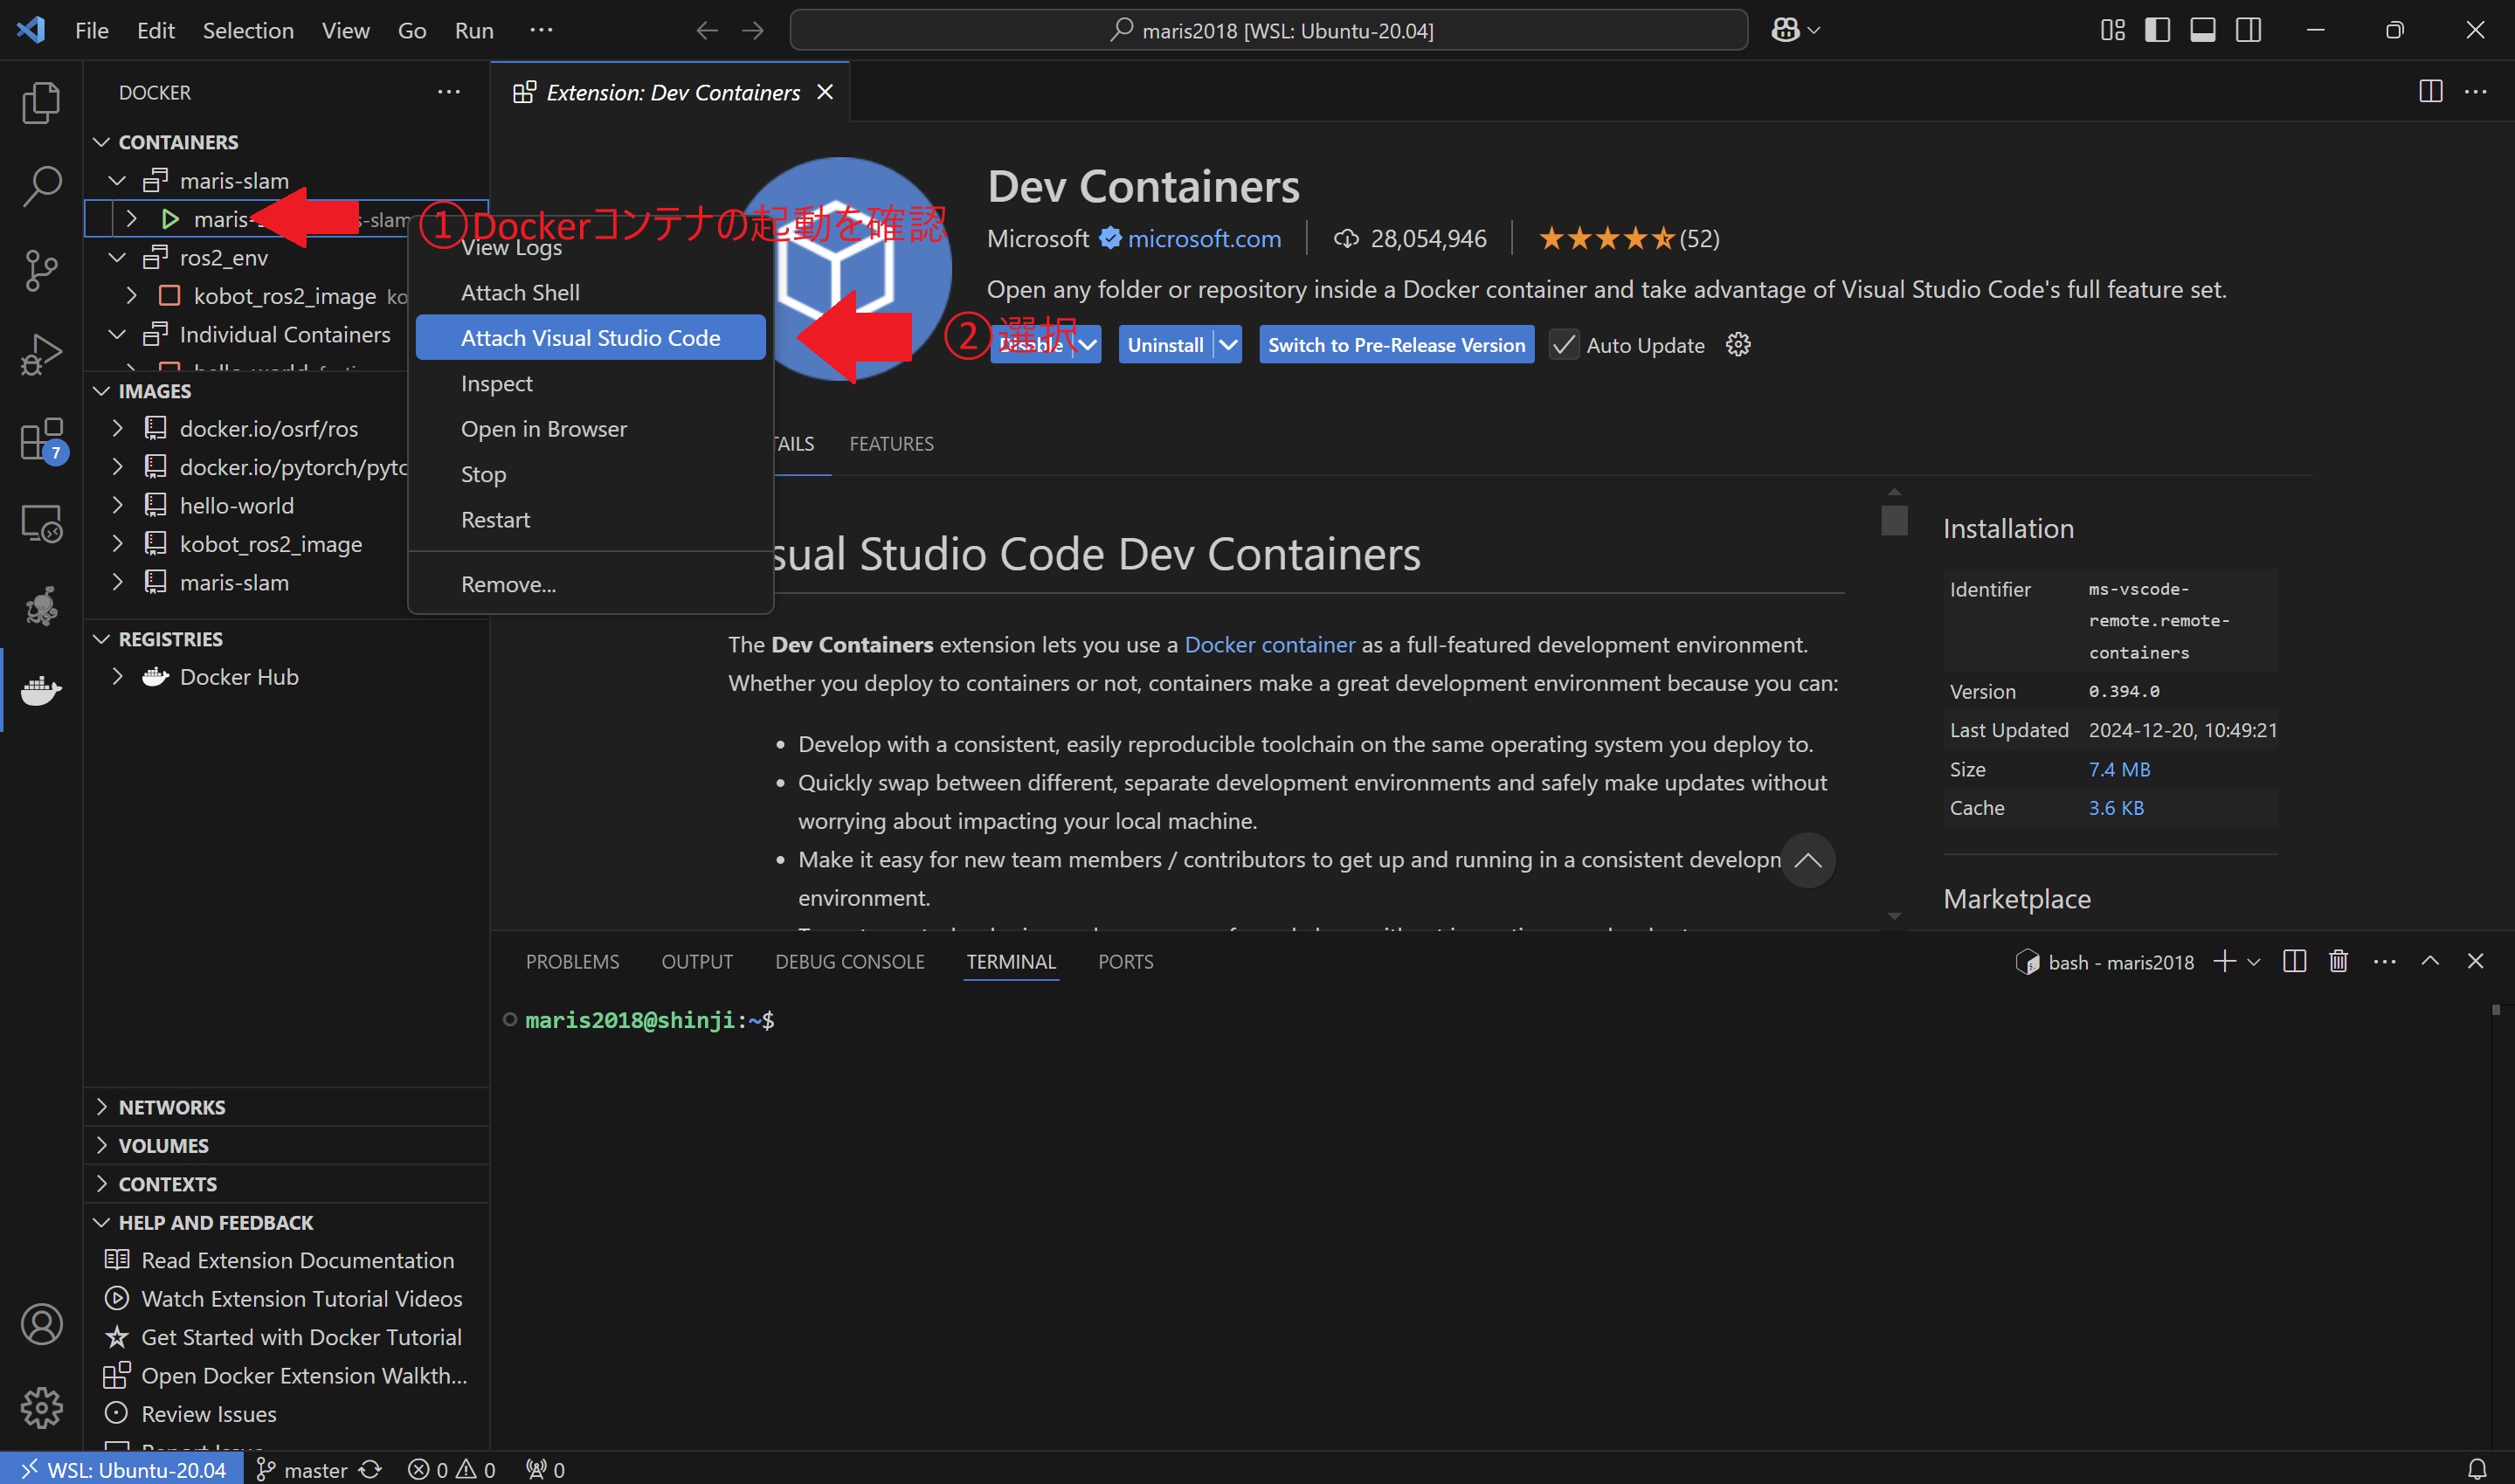 File Edit Selection View Go Run ···
maris2018 [WSL: Ubuntu-20.04]
DOCKER
Extension: Dev Containers
CONTAINERS
maris-slam
①Dockerコンテナの起動を確認
ros2_env
kobot_ros2_image
Individual Containers
IMAGES
docker.io/osrf/ros
docker.io/pytorch/pytc
hello-world
kobot_ros2_image
maris-slam
REGISTRIES
Docker Hub
NETWORKS
VOLUMES
CONTEXTS
HELP AND FEEDBACK
Read Extension Documentation
Watch Extension Tutorial Videos
Get Started with Docker Tutorial
Open Docker Extension Walkth...
Review Issues
7
View Logs
Attach Shell
Attach Visual Studio Code
Inspect
Open in Browser
Stop
Restart
Remove...
②選択
Dev Containers
Microsoft microsoft.com 28,054,946 (52)
Open any folder or repository inside a Docker container and take advantage of Visual Studio Code's full feature set.
Disable Uninstall Switch to Pre-Release Version Auto Update
FEATURES
sual Studio Code Dev Containers
The Dev Containers extension lets you use a Docker container as a full-featured development environment.
Whether you deploy to containers or not, containers make a great development environment because you can:
• Develop with a consistent, easily reproducible toolchain on the same operating system you deploy to.
• Quickly swap between different, separate development environments and safely make updates without
worrying about impacting your local machine.
• Make it easy for new team members / contributors to get up and running in a consistent developn
environment.
Installation
Identifier ms-vscode-
remote.remote-
containers
Version 0.394.0
Last Updated 2024-12-20, 10:49:21
Size 7.4 MB
Cache 3.6 KB
Marketplace
PROBLEMS OUTPUT DEBUG CONSOLE TERMINAL PORTS
bash - maris2018
maris2018@shinji:~$
WSL: Ubuntu-20.04 master 0 0 0